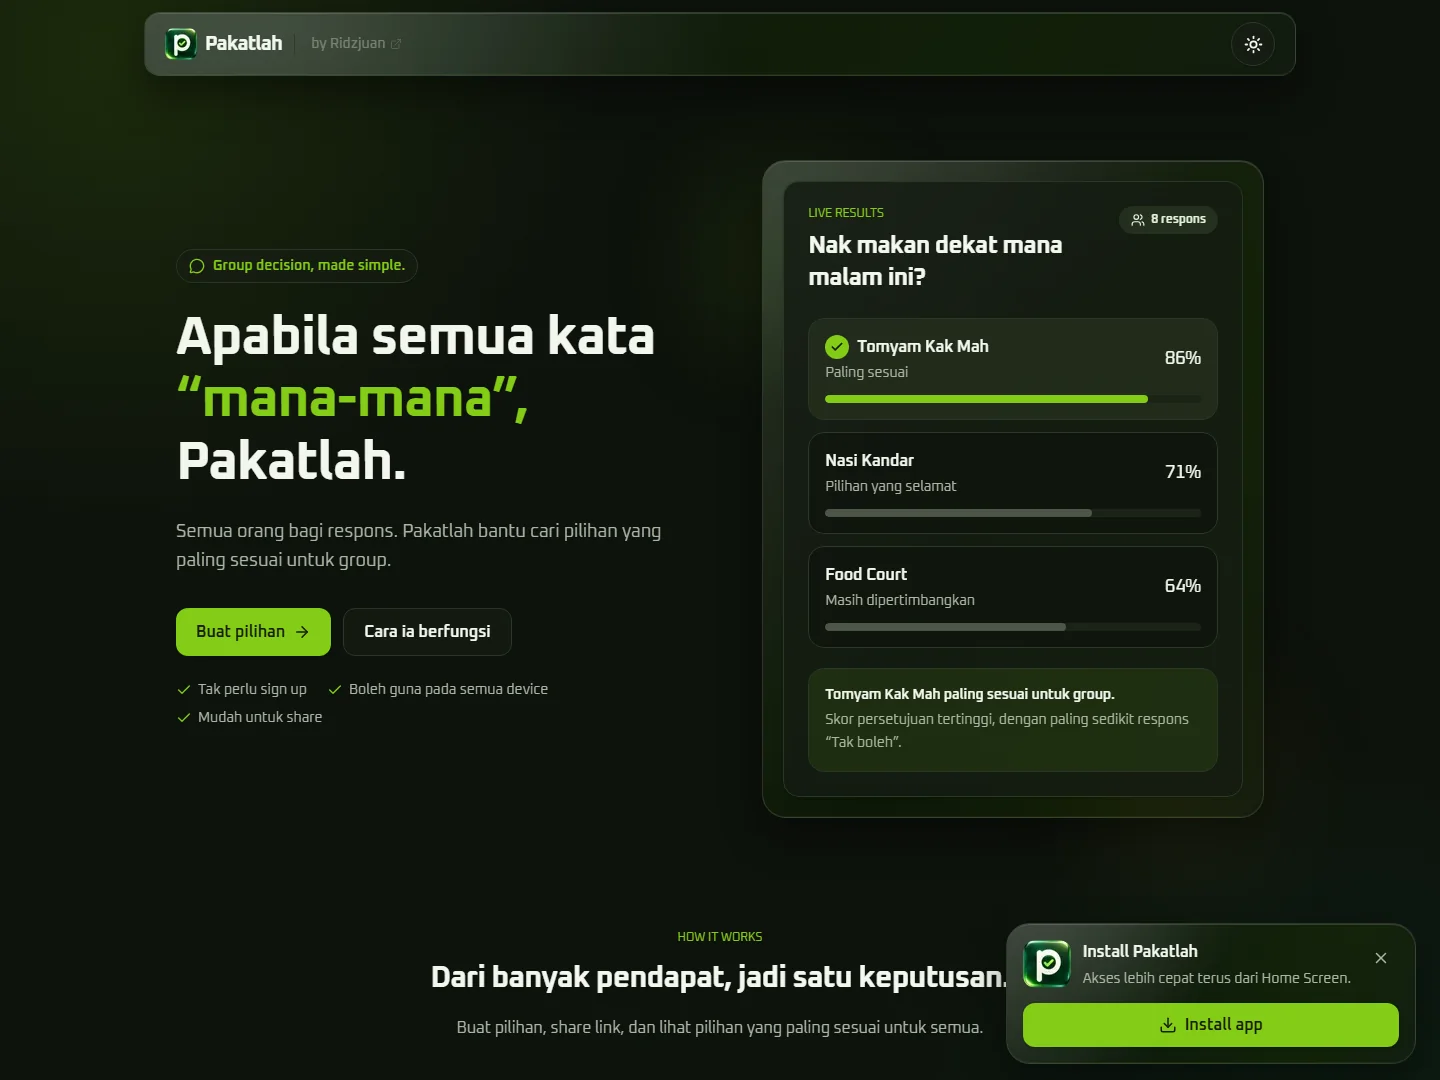 Pakatlah
by Ridzjuan
Group decision, made simple.
Apabila semua kata
“mana-mana”,
Pakatlah.
Semua orang bagi respons. Pakatlah bantu cari pilihan yang
paling sesuai untuk group.
Buat pilihan
Cara ia berfungsi
Tak perlu sign up
Boleh guna pada semua device
Mudah untuk share
LIVE RESULTS
8 respons
Nak makan dekat mana
malam ini?
Tomyam Kak Mah
Paling sesuai
86%
Nasi Kandar
Pilihan yang selamat
71%
Food Court
Masih dipertimbangkan
64%
Tomyam Kak Mah paling sesuai untuk group.
Skor persetujuan tertinggi, dengan paling sedikit respons
“Tak boleh”.
HOW IT WORKS
Dari banyak pendapat, jadi satu keputusan.
Buat pilihan, share link, dan lihat pilihan yang paling sesuai untuk semua.
Install Pakatlah
Akses lebih cepat terus dari Home Screen.
Install app